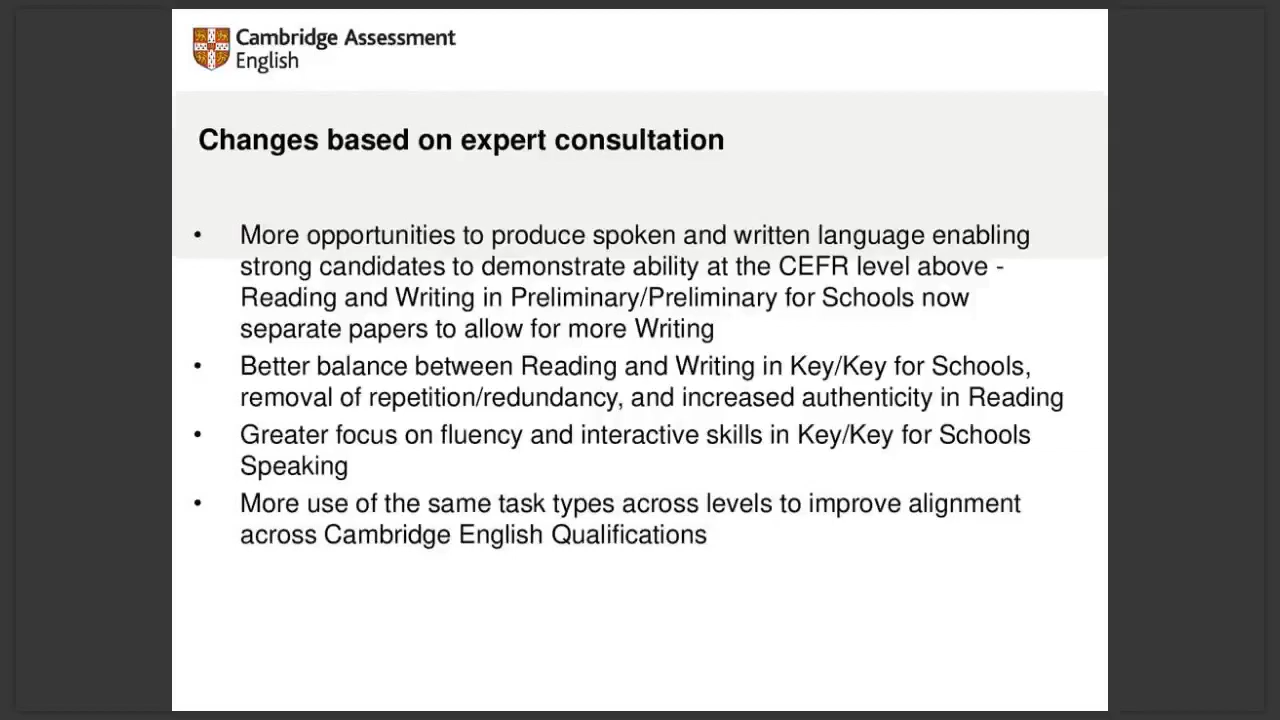 Cambridge Assessment
English
Changes based on expert consultation
• More opportunities to produce spoken and written language enabling
strong candidates to demonstrate ability at the CEFR level above -
Reading and Writing in Preliminary/Preliminary for Schools now
separate papers to allow for more Writing
• Better balance between Reading and Writing in Key/Key for Schools,
removal of repetition/redundancy, and increased authenticity in Reading
• Greater focus on fluency and interactive skills in Key/Key for Schools
Speaking
• More use of the same task types across levels to improve alignment
across Cambridge English Qualifications